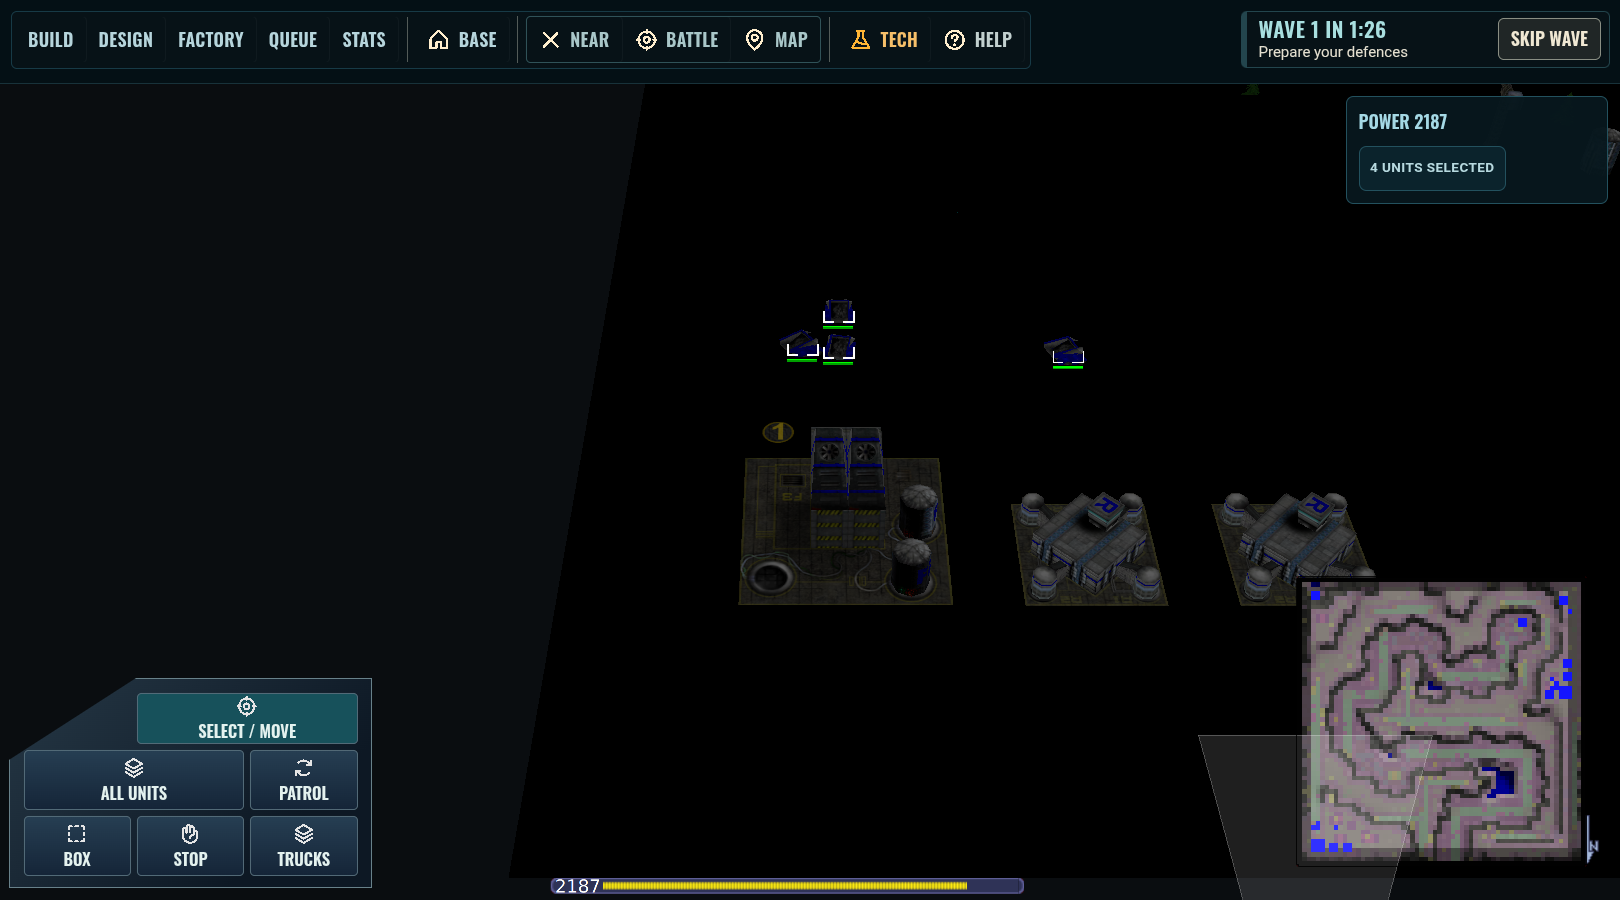 BUILD
DESIGN
FACTORY
QUEUE
STATS
BASE
NEAR
BATTLE
MAP
TECH
HELP
WAVE 1 IN 1:26
Prepare your defences
SKIP WAVE
POWER 2187
4 UNITS SELECTED
1
R
R
SELECT / MOVE
ALL UNITS
PATROL
BOX
STOP
TRUCKS
N
2187